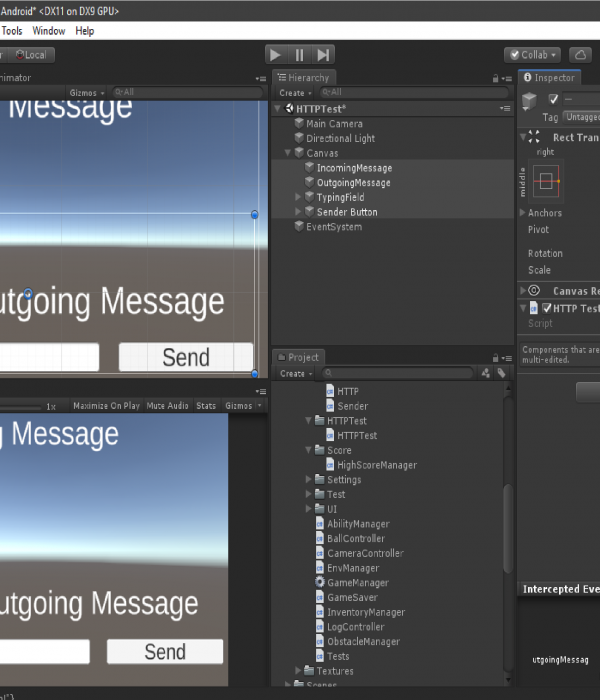 Android* <DX11 on DX9 GPU>
Tools Window Help
Local
Collab
nimator
Gizmos
All
Message
utgoing Message
Send
1x Maximize On Play Mute Audio Stats Gizmos
g Message
utgoing Message
Send
Hierarchy
Create
All
HTTPTest*
Main Camera
Directional Light
Canvas
IncomingMessage
OutgoingMessage
TypingField
Sender Button
EventSystem
Project
Create
HTTP
Sender
HTTPTest
HTTPTest
Score
HighScoreManager
Settings
Test
UI
AbilityManager
BallController
CameraController
EnvManager
GameManager
GameSaver
InventoryManager
LogController
ObstacleManager
Tests
Textures
Scenes
Inspector
Tag Untagged
Rect Tran
right
middle
Anchors
Pivot
Rotation
Scale
Canvas Re
HTTP Test
Script
Components that are
multi-edited.
Intercepted Eve
utgoingMessag